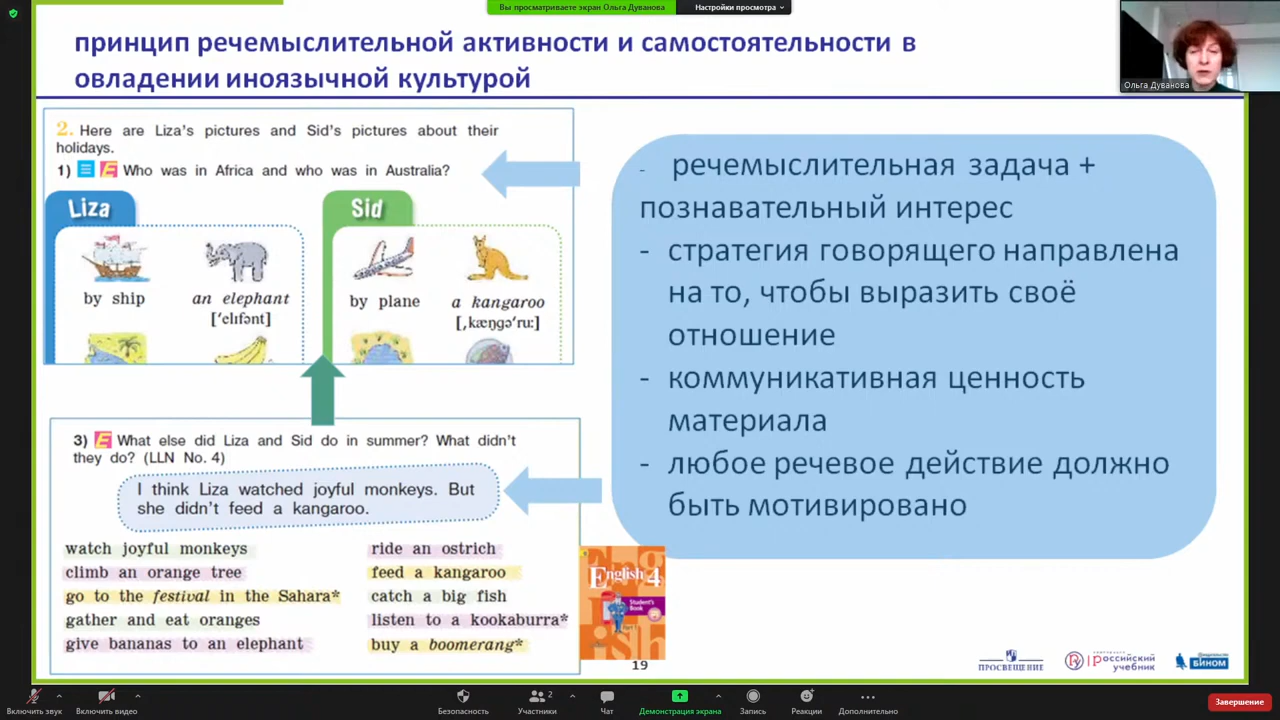 Вы просматриваете экран Ольга Дуванова
Настройки просмотра
принцип речемыслительной активности и самостоятельности в
овладении иноязычной культурой
Ольга Дуванова
2. Here are Liza's pictures and Sid's pictures about their
holidays.
1) E Who was in Africa and who was in Australia?
Liza
Sid
by ship
an elephant
['elıfənt]
by plane
a kangaroo
[ˌkæŋgə'ruː]
- речемыслительная задача +
познавательный интерес
- стратегия говорящего направлена
на то, чтобы выразить своё
отношение
- коммуникативная ценность
материала
- любое речевое действие должно
быть мотивировано
3) E What else did Liza and Sid do in summer? What didn't
they do? (LLN No. 4)
I think Liza watched joyful monkeys. But
she didn't feed a kangaroo.
watch joyful monkeys
climb an orange tree
go to the festival in the Sahara*
gather and eat oranges
give bananas to an elephant
ride an ostrich
feed a kangaroo
catch a big fish
listen to a kookaburra*
buy a boomerang*
English 4
Student's
Book
19
ПРОСВЕЩЕНИЕ
российский
учебник
БИНОМ
Включить звук
Включить видео
Безопасность
2
Участники
Чат
Демонстрация экрана
Запись
Реакции
Дополнительно
Завершение